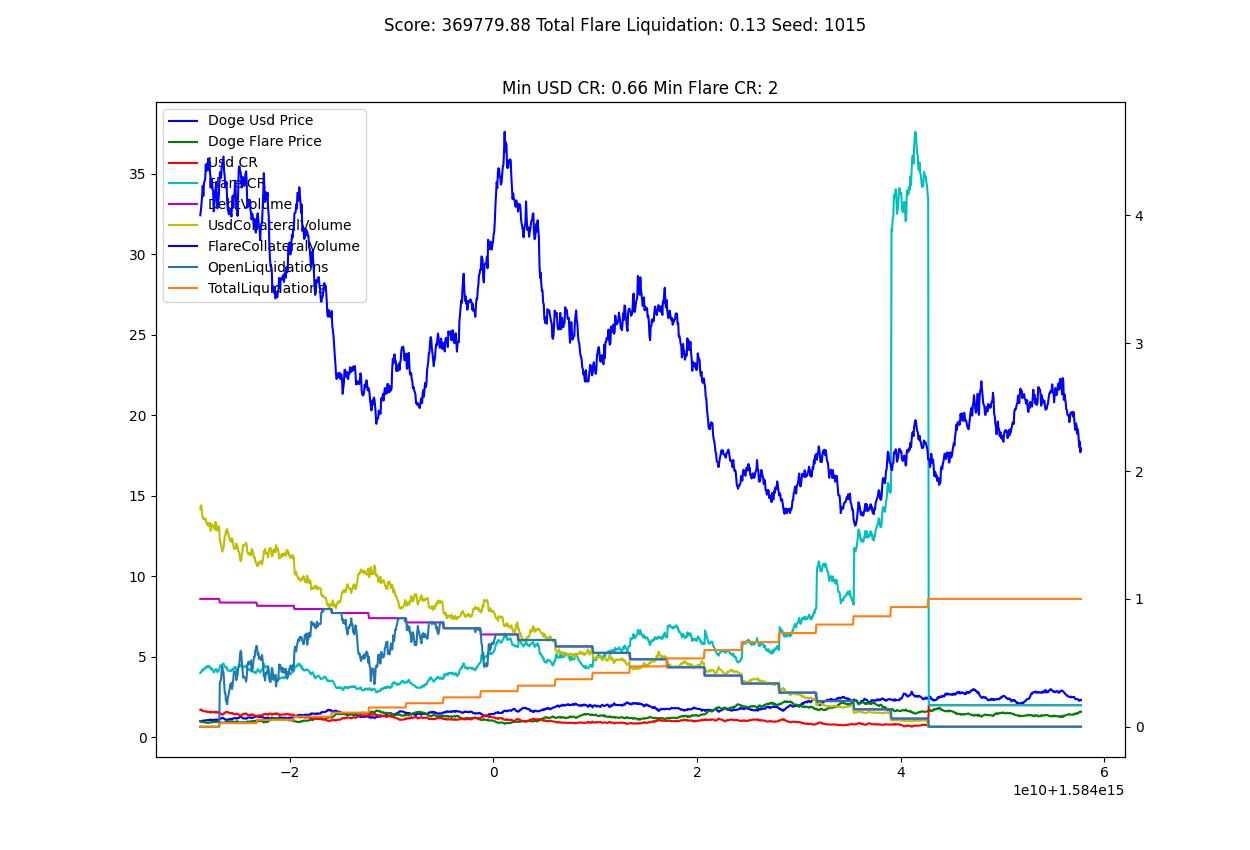 Score: 369779.88 Total Flare Liquidation: 0.13 Seed: 1015
Min USD CR: 0.66 Min Flare CR: 2
Doge Usd Price
Doge Flare Price
Usd CR
Flare CR
DebtVolume
UsdCollateralVolume
FlareCollateralVolume
OpenLiquidations
TotalLiquidations
35
30
25
20
15
10
5
0
4
3
2
1
0
−2
0
2
4
6
1e10+1.584e15